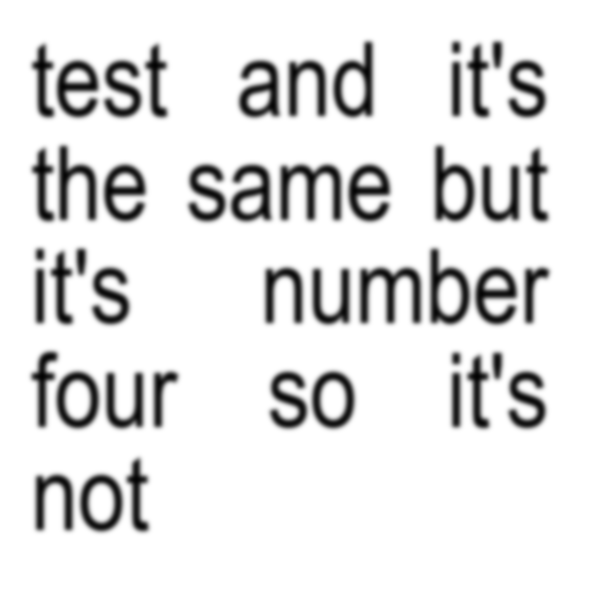 test and it's
the same but
it's number
four so it's
not